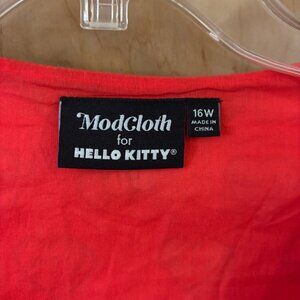 ModCloth
for
HELLO KITTY®
16W
MADE IN
CHINA